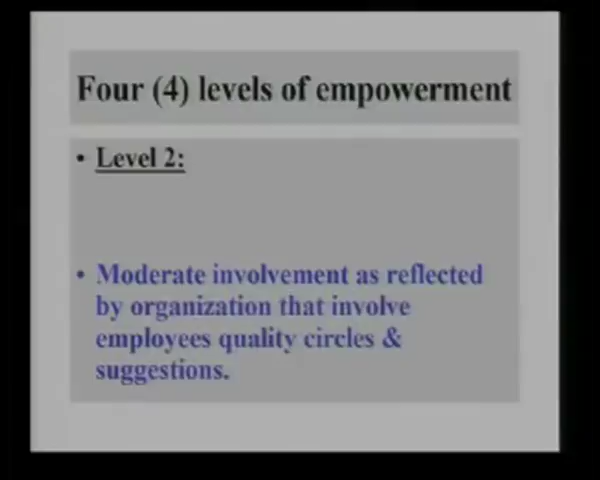 Four (4) levels of empowerment
• Level 2:
• Moderate involvement as reflected
by organization that involve
employees quality circles &
suggestions.